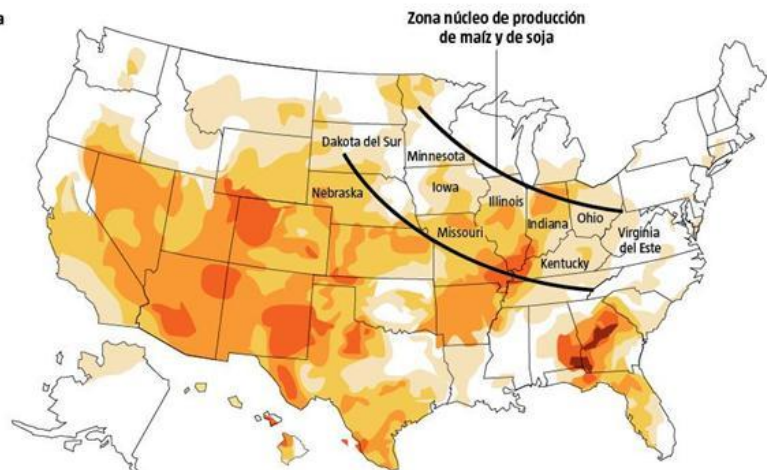 a
Zona núcleo de producción
de maíz y de soja
Dakota del Sur
Minnesota
Nebraska
Iowa
Illinois
Indiana
Ohio
Missouri
Virginia
del Este
Kentucky